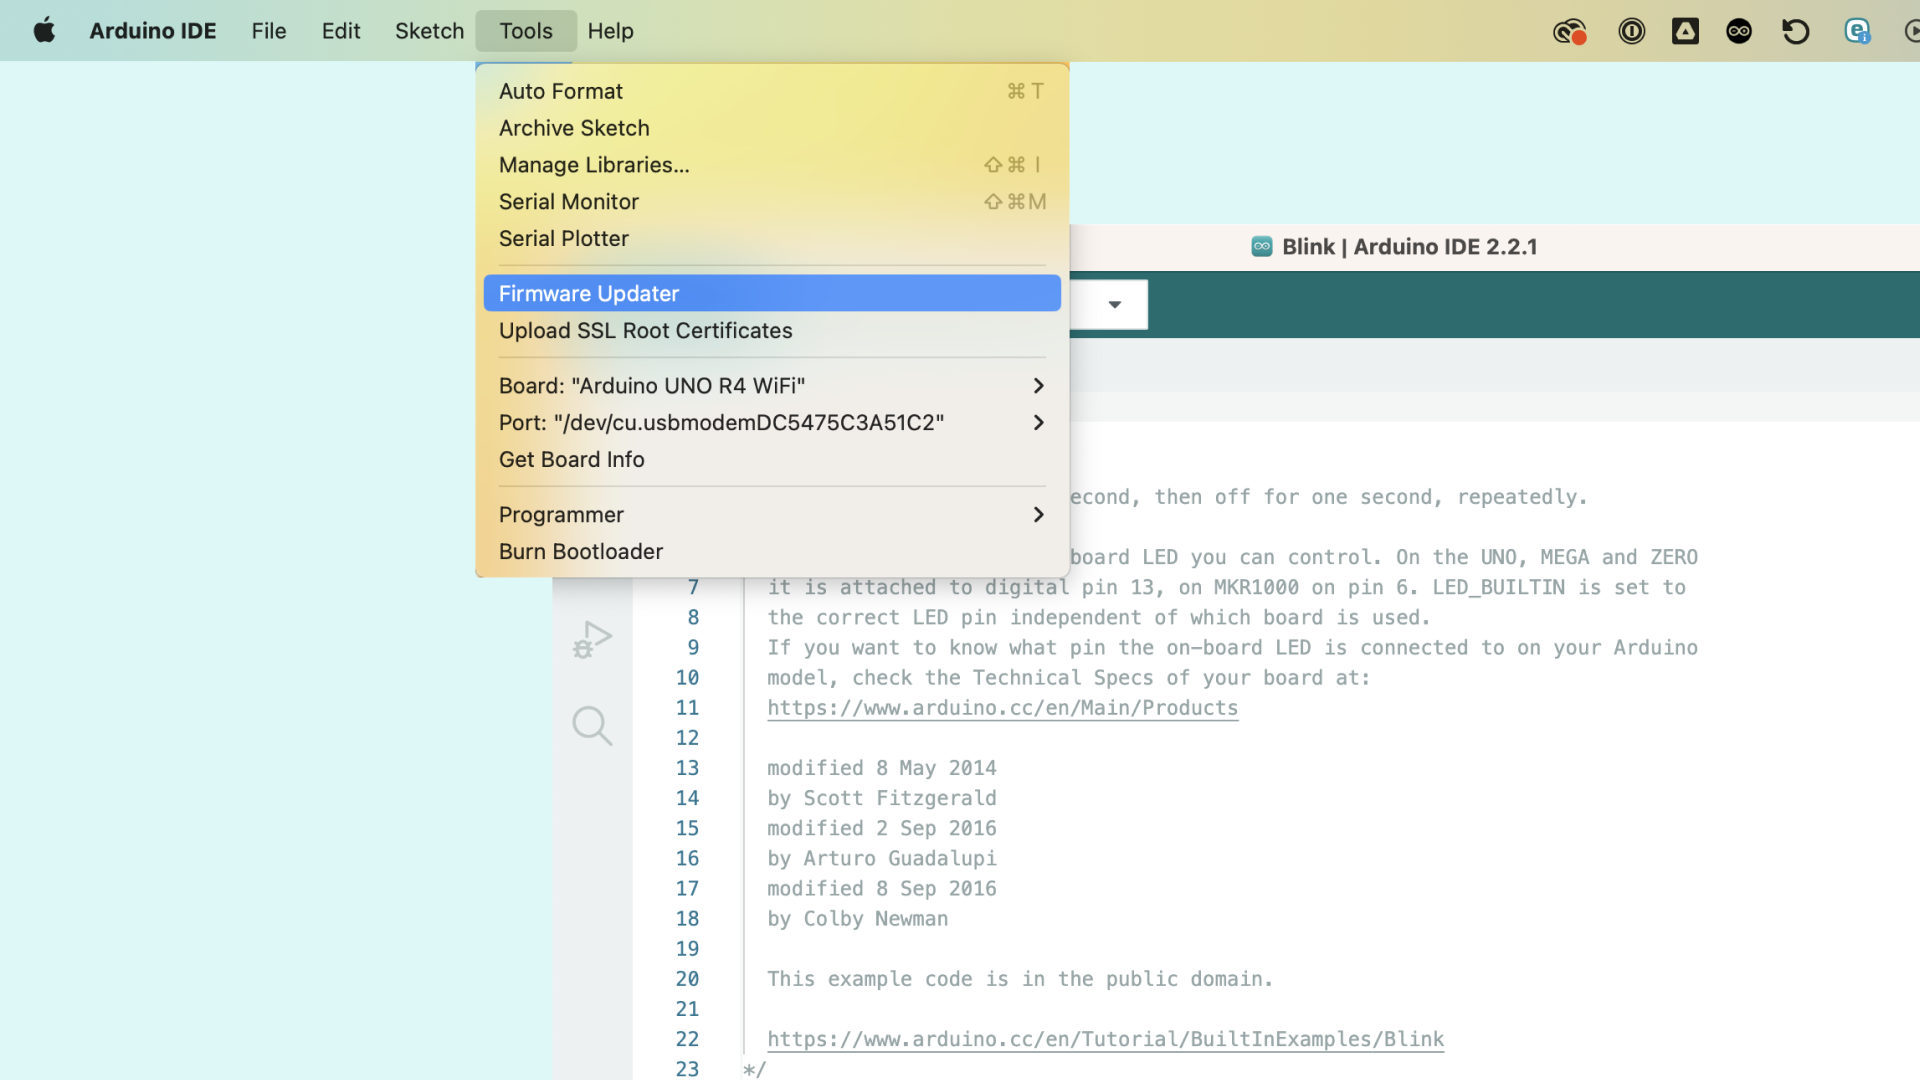 Arduino IDE File Edit Sketch Tools Help
Auto Format ⌘ T
Archive Sketch
Manage Libraries... ⇧ ⌘ I
Serial Monitor ⇧ ⌘ M
Serial Plotter
Firmware Updater
Upload SSL Root Certificates
Board: "Arduino UNO R4 WiFi"
Port: "/dev/cu.usbmodemDC5475C3A51C2"
Get Board Info
Programmer
Burn Bootloader
Blink | Arduino IDE 2.2.1
econd, then off for one second, repeatedly.
board LED you can control. On the UNO, MEGA and ZERO
7 it is attached to digital pin 13, on MKR1000 on pin 6. LED_BUILTIN is set to
8 the correct LED pin independent of which board is used.
9 If you want to know what pin the on-board LED is connected to on your Arduino
10 model, check the Technical Specs of your board at:
11 https://www.arduino.cc/en/Main/Products
12
13 modified 8 May 2014
14 by Scott Fitzgerald
15 modified 2 Sep 2016
16 by Arturo Guadalupi
17 modified 8 Sep 2016
18 by Colby Newman
19
20 This example code is in the public domain.
21
22 https://www.arduino.cc/en/Tutorial/BuiltInExamples/Blink
23 */